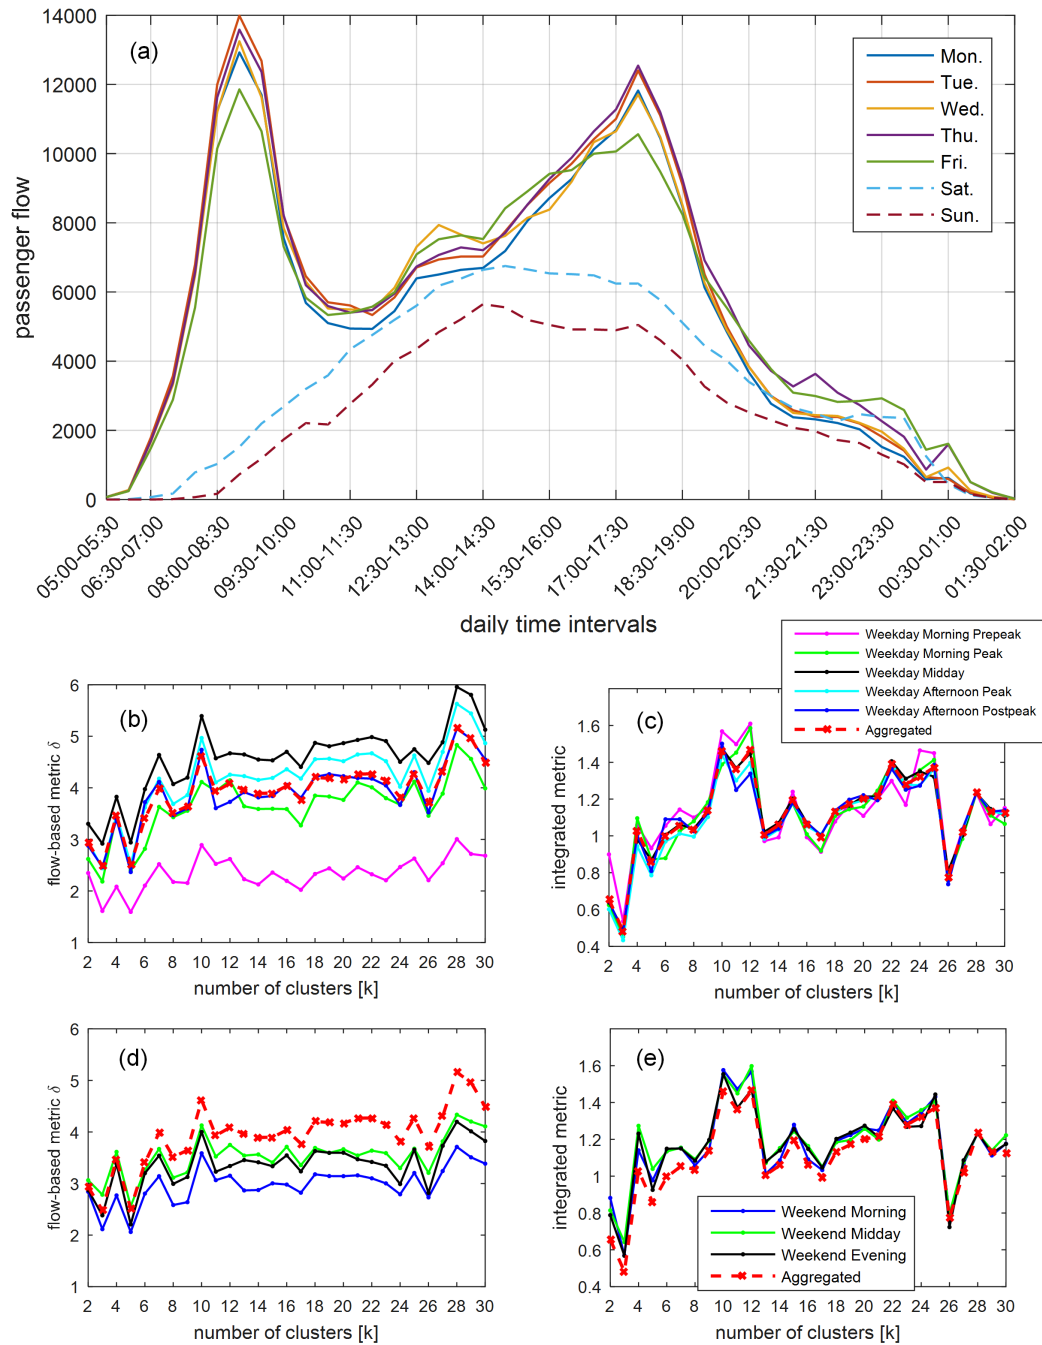 (a)
14000
12000
10000
8000
6000
4000
2000
0
passenger flow
Mon.
Tue.
Wed.
Thu.
Fri.
Sat.
Sun.
05:00-05:30
06:30-07:00
08:00-08:30
09:30-10:00
11:00-11:30
12:30-13:00
14:00-14:30
15:30-16:00
17:00-17:30
18:30-19:00
20:00-20:30
21:30-21:30
23:00-23:30
00:30-01:00
01:30-02:00
daily time intervals
Weekday Morning Prepeak
Weekday Morning Peak
Weekday Midday
Weekday Afternoon Peak
Weekday Afternoon Postpeak
Aggregated
(b)
6
5
4
3
2
1
flow-based metric δ
2 4 6 8 10 12 14 16 18 20 22 24 26 28 30
number of clusters [k]
(c)
1.6
1.4
1.2
1
0.8
0.6
0.4
integrated metric
2 4 6 8 10 12 14 16 18 20 22 24 26 28 30
number of clusters [k]
(d)
6
5
4
3
2
1
flow-based metric δ
2 4 6 8 10 12 14 16 18 20 22 24 26 28 30
number of clusters [k]
(e)
1.6
1.4
1.2
1
0.8
0.6
0.4
integrated metric
Weekend Morning
Weekend Midday
Weekend Evening
Aggregated
2 4 6 8 10 12 14 16 18 20 22 24 26 28 30
number of clusters [k]